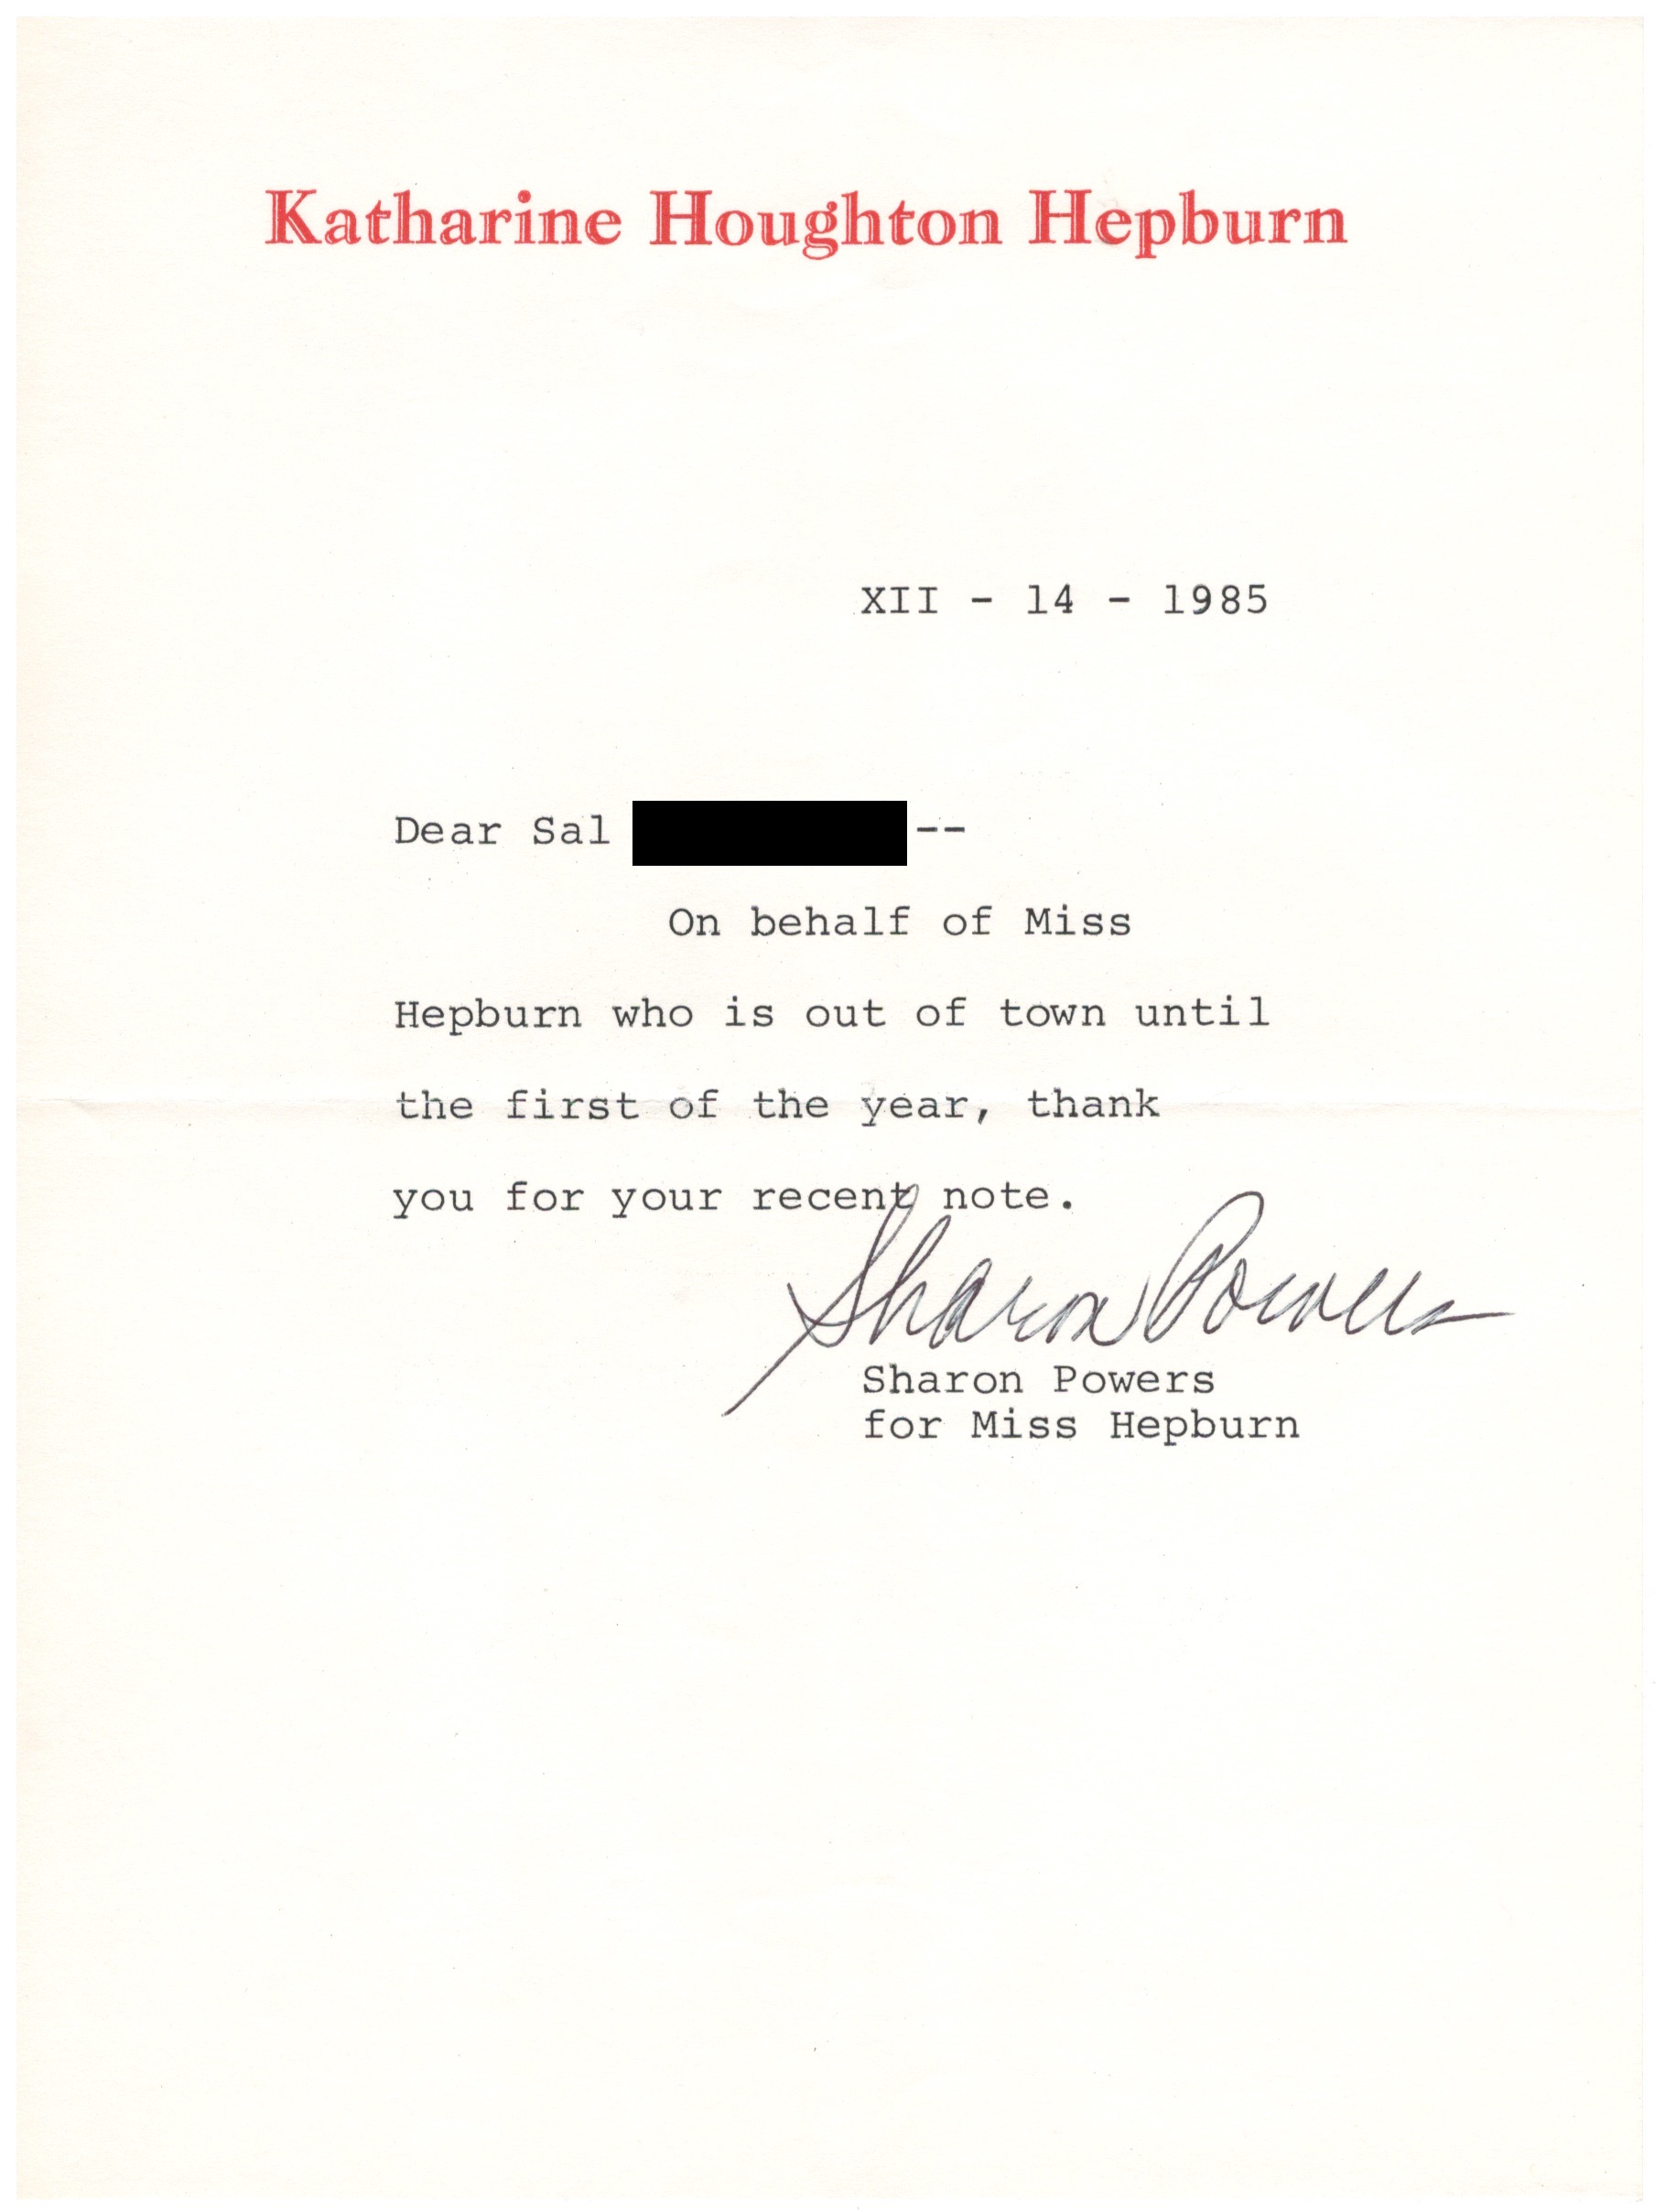 Katharine Houghton Hepburn
XII - 14 - 1985
Dear Sal --
On behalf of Miss
Hepburn who is out of town until
the first of the year, thank
you for your recent note.
Sharon Powers
Sharon Powers
for Miss Hepburn